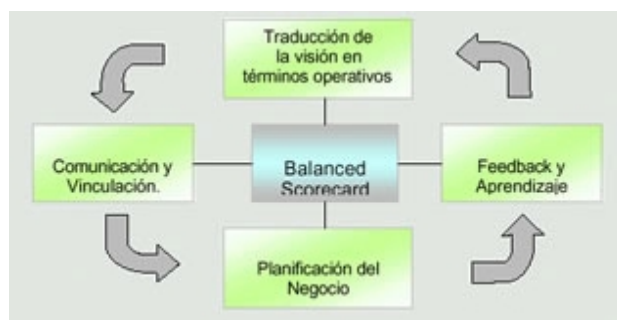 Traducción de
la visión en
términos operativos
Comunicación y
Vinculación.
Balanced
Scorecard
Feedback y
Aprendizaje
Planificación del
Negocio